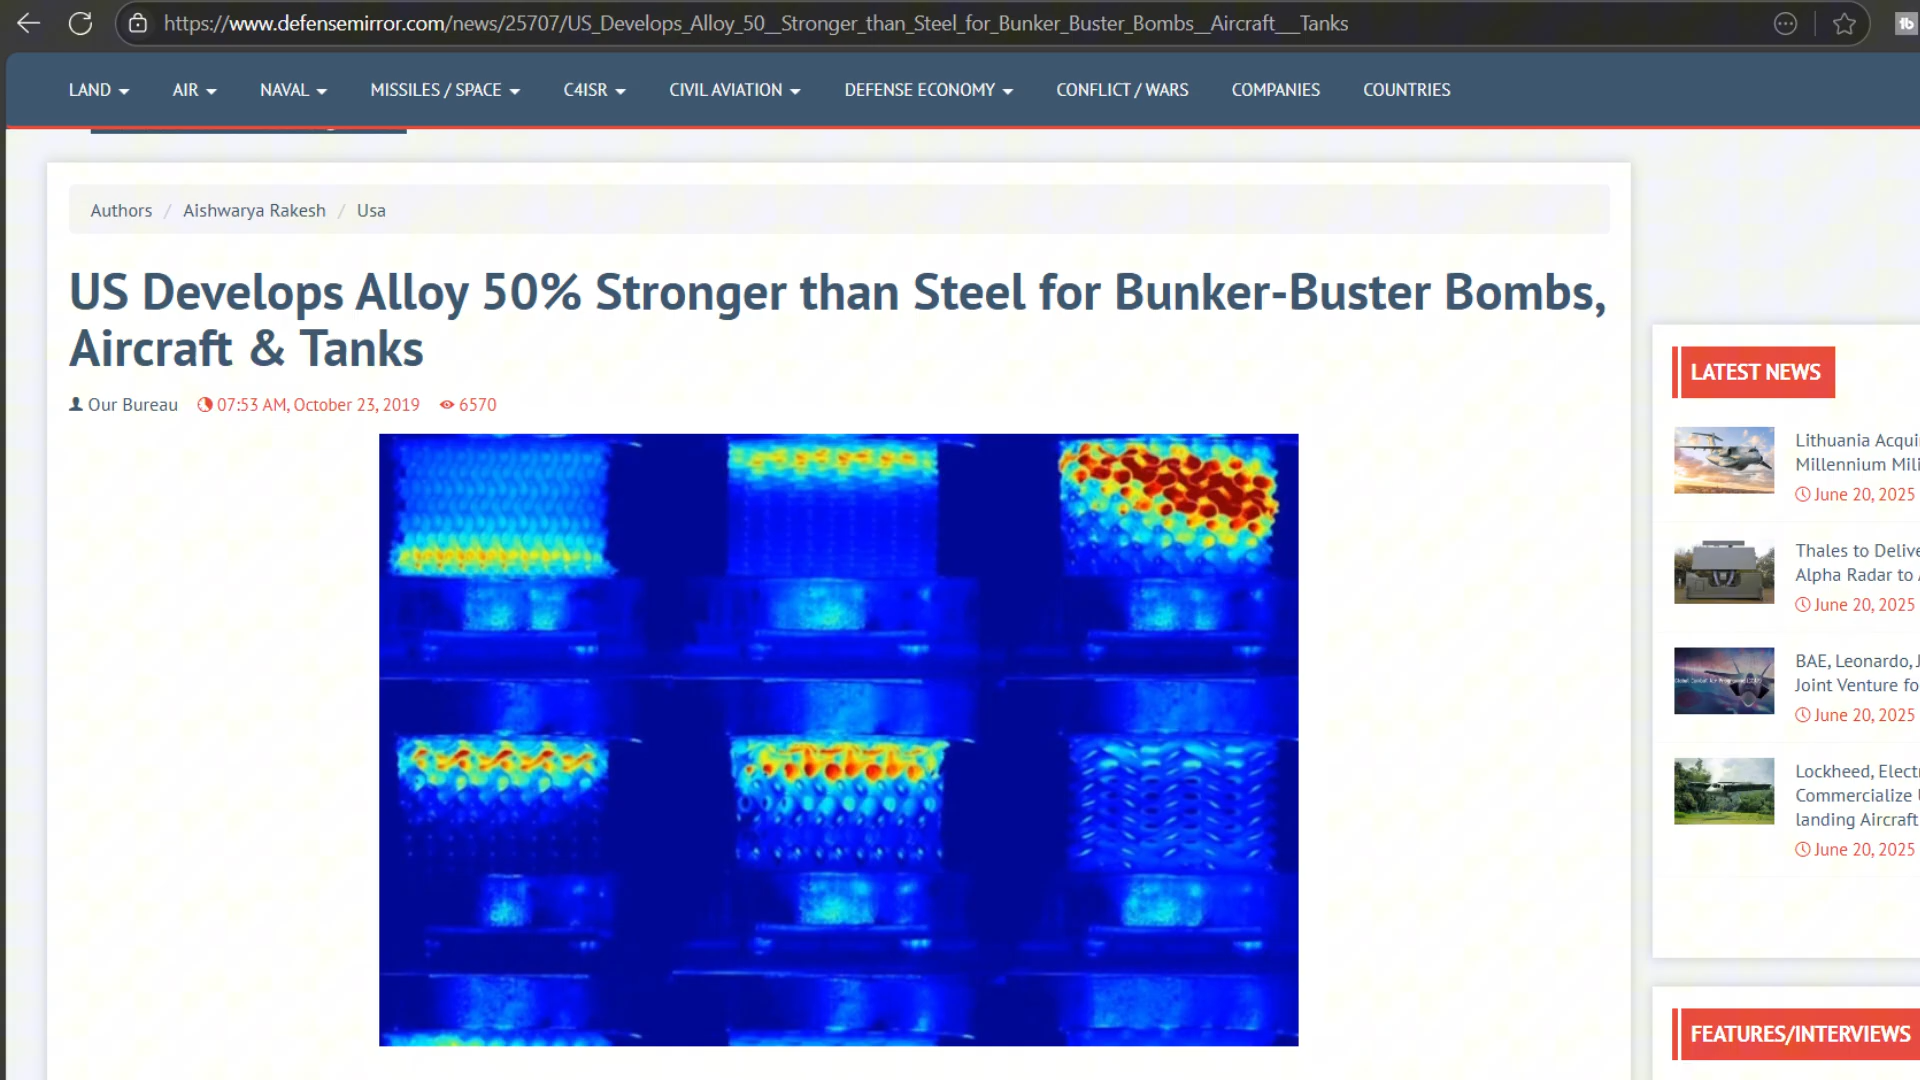 https://www.defensemirror.com/news/25707/US_Develops_Alloy_50__Stronger_than_Steel_for_Bunker_Buster_Bombs__Aircraft___Tanks
LAND AIR NAVAL MISSILES / SPACE C4ISR CIVIL AVIATION DEFENSE ECONOMY CONFLICT / WARS COMPANIES COUNTRIES
Authors / Aishwarya Rakesh / Usa
US Develops Alloy 50% Stronger than Steel for Bunker-Buster Bombs,
Aircraft & Tanks
Our Bureau 07:53 AM, October 23, 2019 6570
LATEST NEWS
Lithuania Acqui
Millennium Mili
June 20, 2025
Thales to Delive
Alpha Radar to
June 20, 2025
BAE, Leonardo, J
Joint Venture fo
June 20, 2025
Lockheed, Elect
Commercialize
landing Aircraft
June 20, 2025
FEATURES/INTERVIEWS